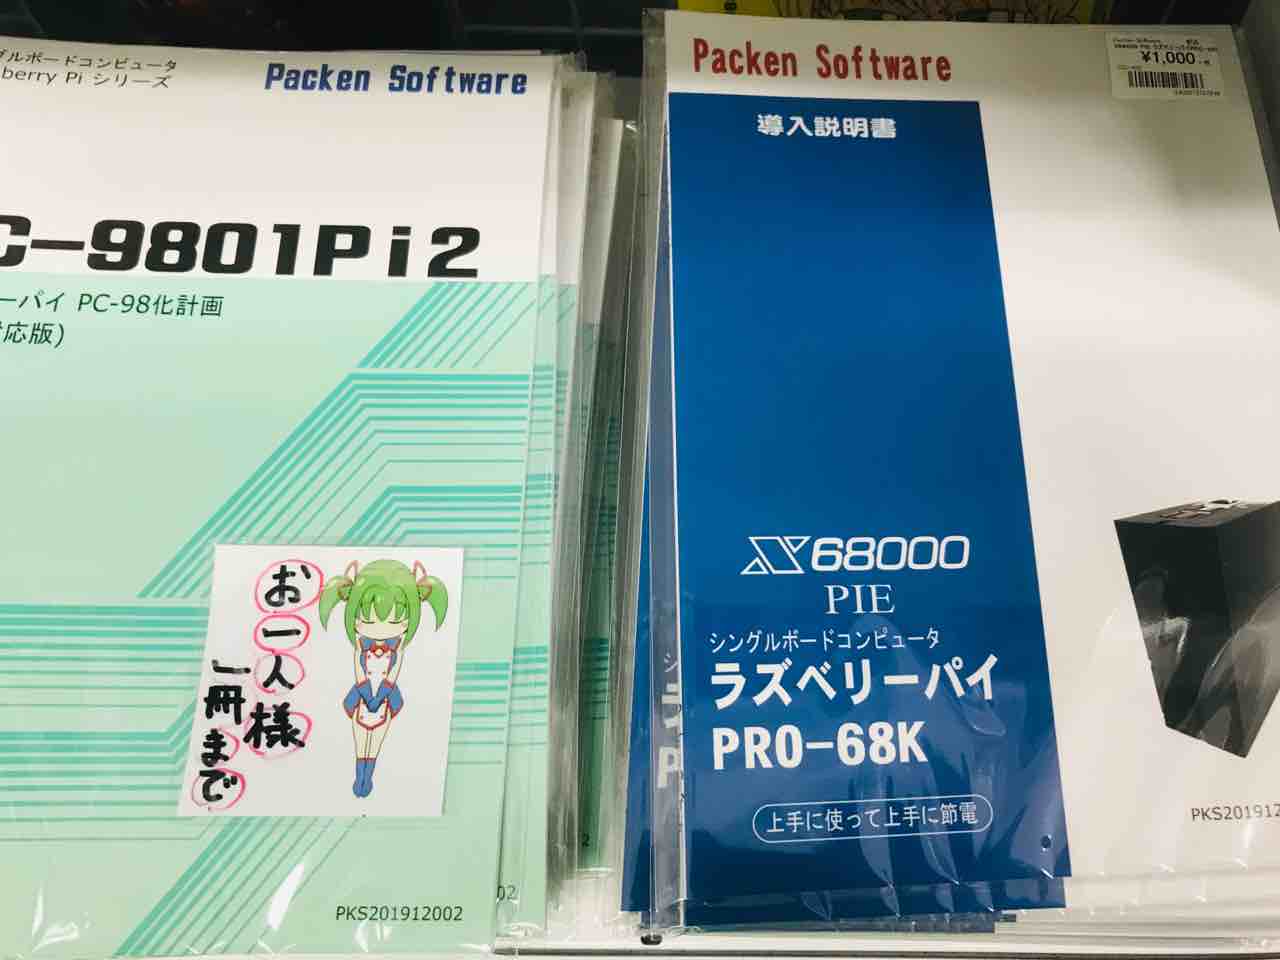 グルボードコンピュータ
berry Pi シリーズ
Packen Software
C-9801Pi2
ーパイ PC-98化計画
応版)
お一人様
一冊まで
PKS201912002
02
Packen Software
¥1,000
導入説明書
X68000
PIE
シングルボードコンピュータ
ラズベリーパイ
PRO-68K
上手に使って上手に節電
PKS201912